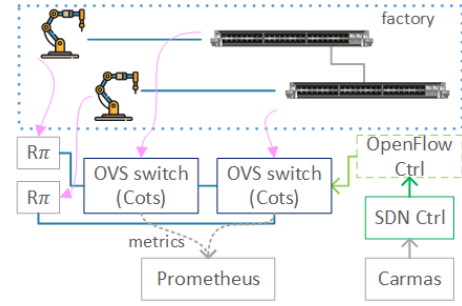 factory
Rπ
Rπ
OVS switch
(Cots)
OVS switch
(Cots)
OpenFlow
Ctrl
SDN Ctrl
metrics
Prometheus
Carmas